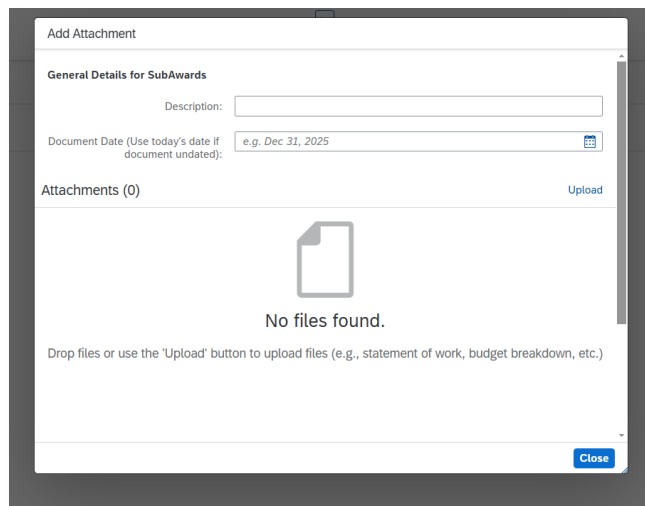 Add Attachment
General Details for SubAwards
Description:
Document Date (Use today's date if
document undated):
e.g. Dec 31, 2025
Attachments (0)
Upload
No files found.
Drop files or use the 'Upload' button to upload files (e.g., statement of work, budget breakdown, etc.)
Close